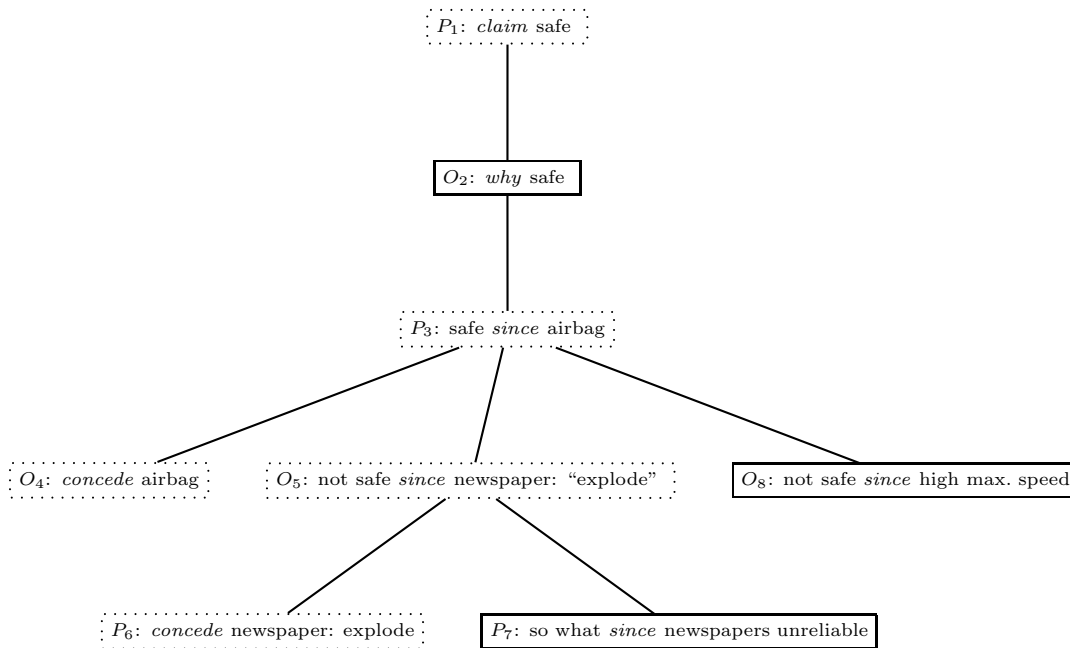 P₁: claim safe
O₂: why safe
P₃: safe since airbag
O₄: concede airbag
O₅: not safe since newspaper: “explode”
O₈: not safe since high max. speed
P₆: concede newspaper: explode
P₇: so what since newspapers unreliable